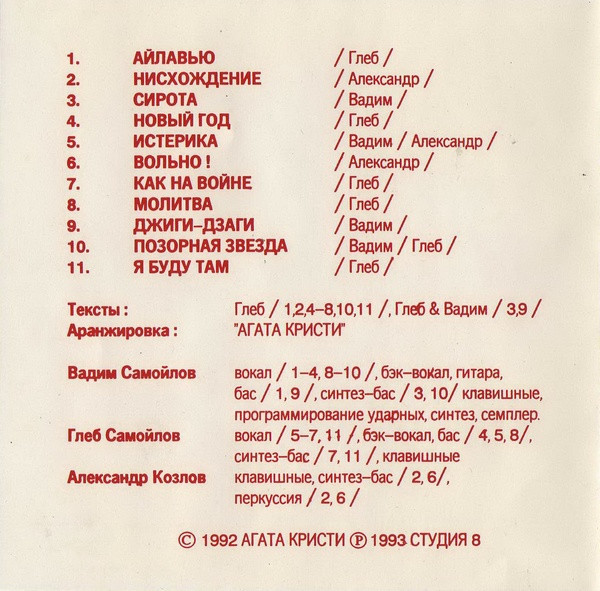 1. АЙЛАВЬЮ / Глеб /
2. НИСХОЖДЕНИЕ / Александр /
3. СИРОТА / Вадим /
4. НОВЫЙ ГОД / Глеб /
5. ИСТЕРИКА / Вадим / Александр /
6. ВОЛЬНО ! / Александр /
7. КАК НА ВОЙНЕ / Глеб /
8. МОЛИТВА / Глеб /
9. ДЖИГИ-ДЗАГИ / Вадим /
10. ПОЗОРНАЯ ЗВЕЗДА / Вадим / Глеб /
11. Я БУДУ ТАМ / Глеб /
Тексты : Глеб / 1,2,4-8,10,11 /, Глеб & Вадим / 3,9 /
Аранжировка : "АГАТА КРИСТИ"
Вадим Самойлов вокал / 1-4, 8-10 /, бэк-вокал, гитара,
бас / 1, 9 /, синтез-бас / 3, 10/ клавишные,
программирование ударных, синтез, семплер.
Глеб Самойлов вокал / 5-7, 11 /, бэк-вокал, бас / 4, 5, 8/,
синтез-бас / 7, 11 /, клавишные
Александр Козлов клавишные, синтез-бас / 2, 6/,
перкуссия / 2, 6 /
© 1992 АГАТА КРИСТИ ℗ 1993 СТУДИЯ 8